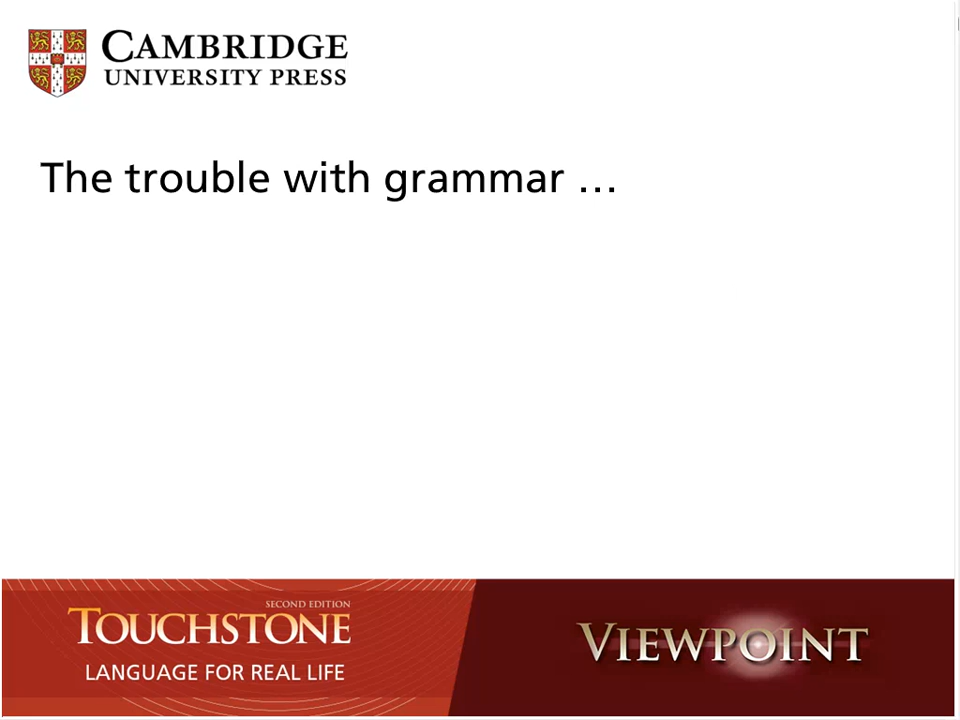 CAMBRIDGE
UNIVERSITY PRESS
The trouble with grammar …
SECOND EDITION
TOUCHSTONE
LANGUAGE FOR REAL LIFE
VIEWPOINT